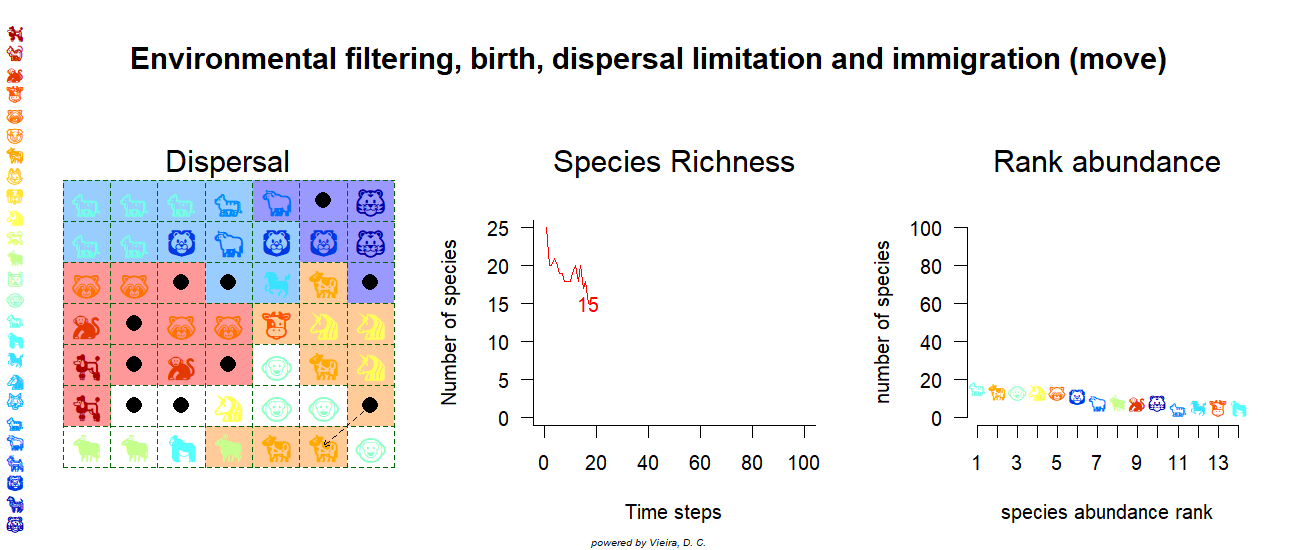 Environmental filtering, birth, dispersal limitation and immigration (move)
Dispersal
Species Richness
Number of species
25
20
15
10
5
0
15
0 20 40 60 80 100
Time steps
Rank abundance
number of species
100
80
60
40
20
0
1 3 5 7 9 11 13
species abundance rank
powered by Vieira, D. C.